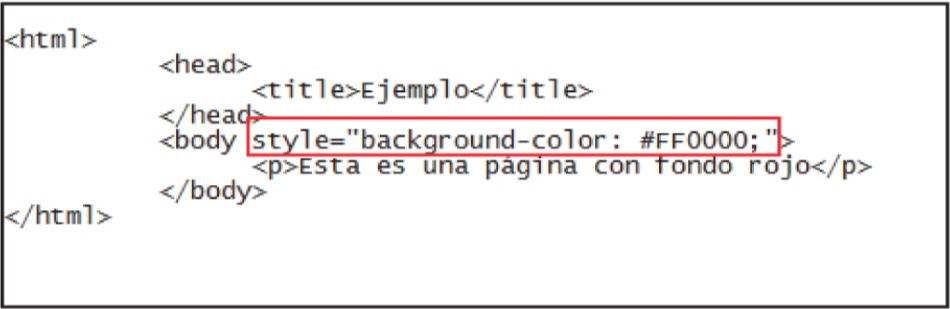 <html>
<head>
<title>Ejemplo</title>
</head>
<body style="background-color: #FF0000;">
<p>Esta es una página con fondo rojo</p>
</body>
</html>